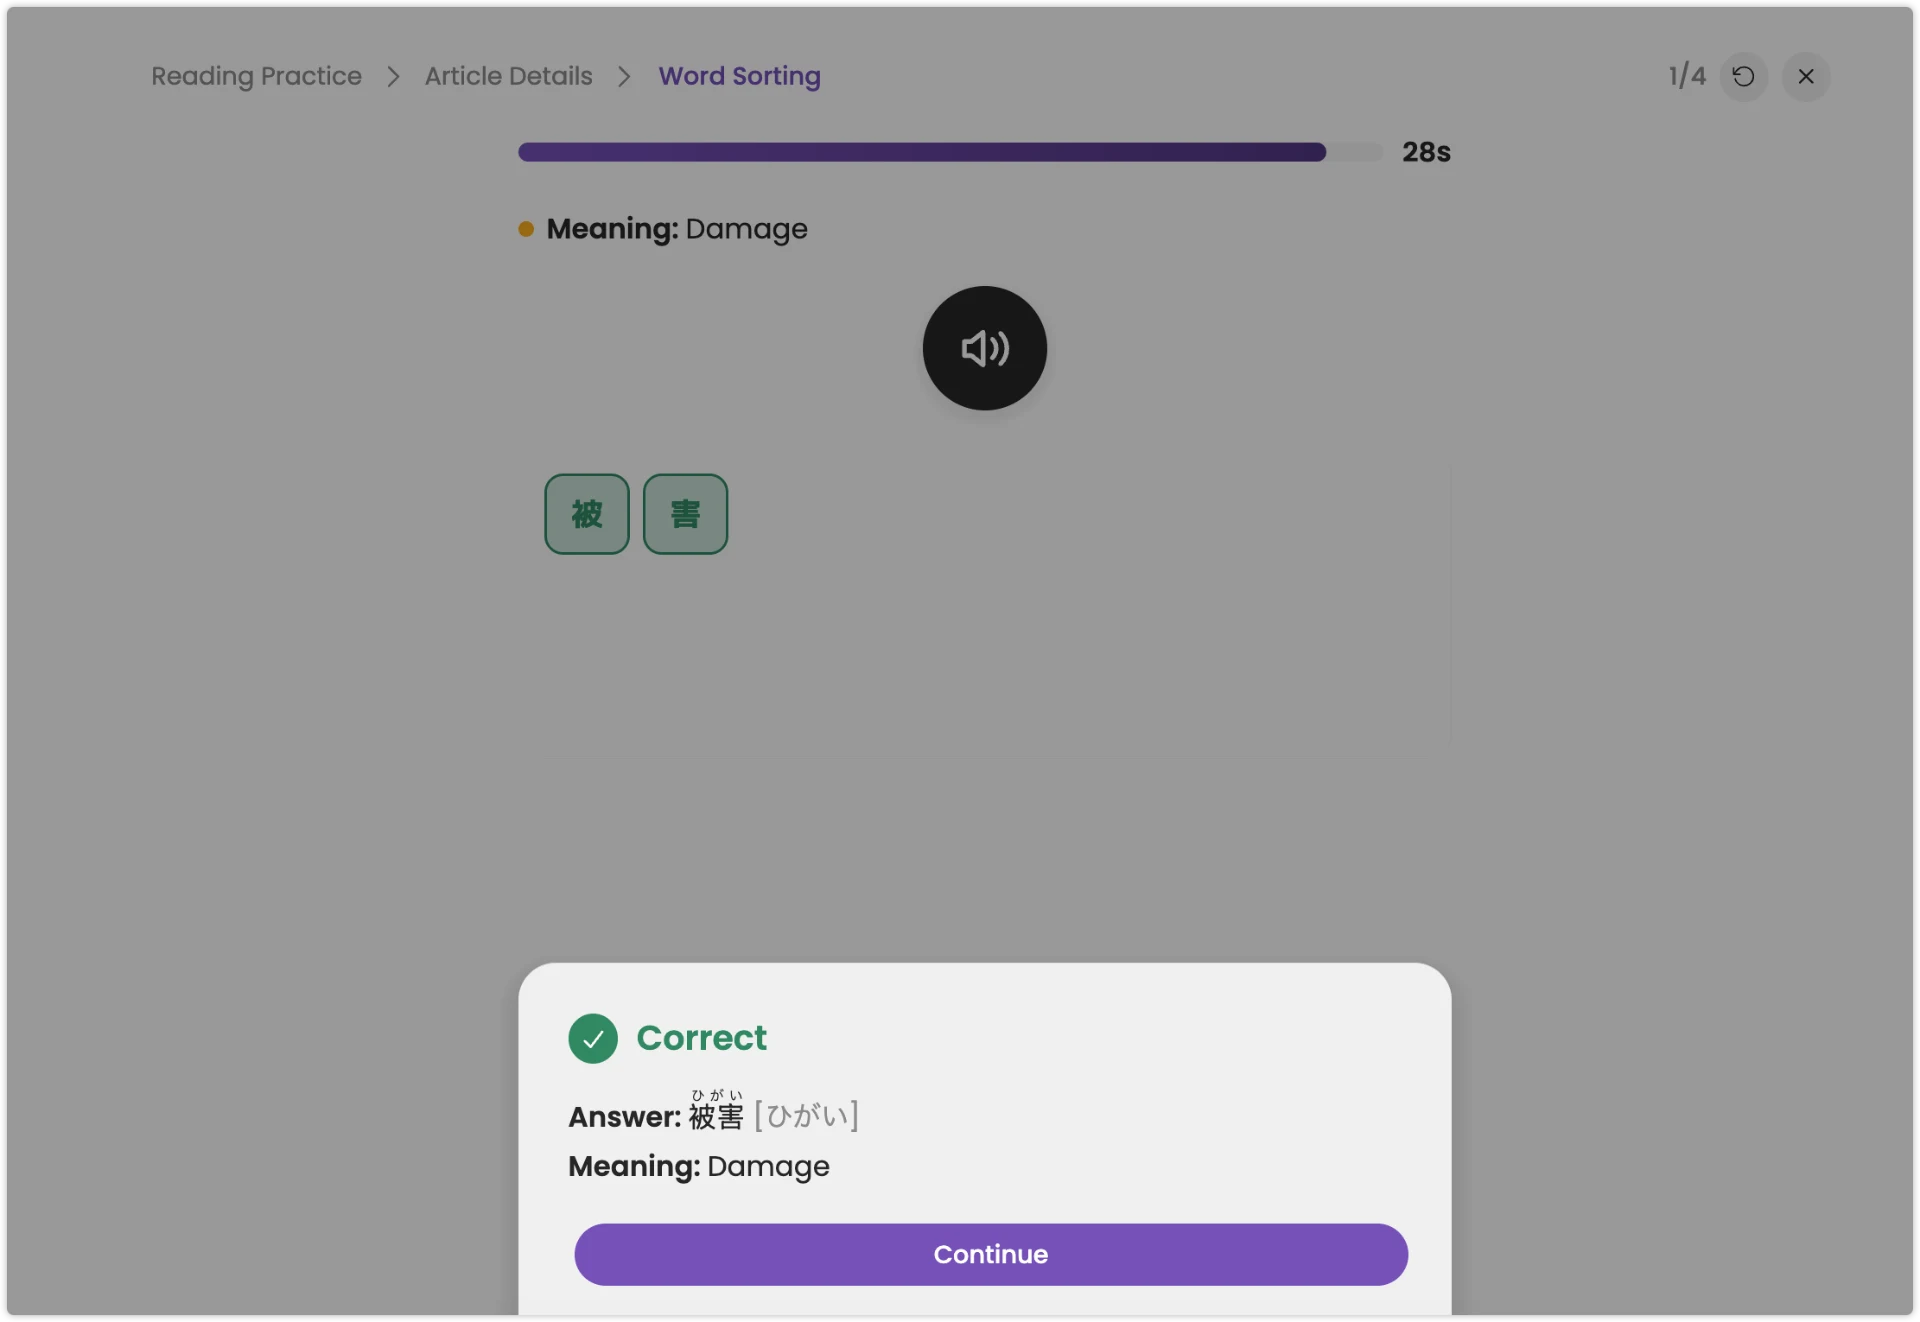 Reading Practice > Article Details > Word Sorting
1/4
28s
Meaning: Damage
被 害
Correct
ひがい
Answer: 被害 [ひがい]
Meaning: Damage
Continue